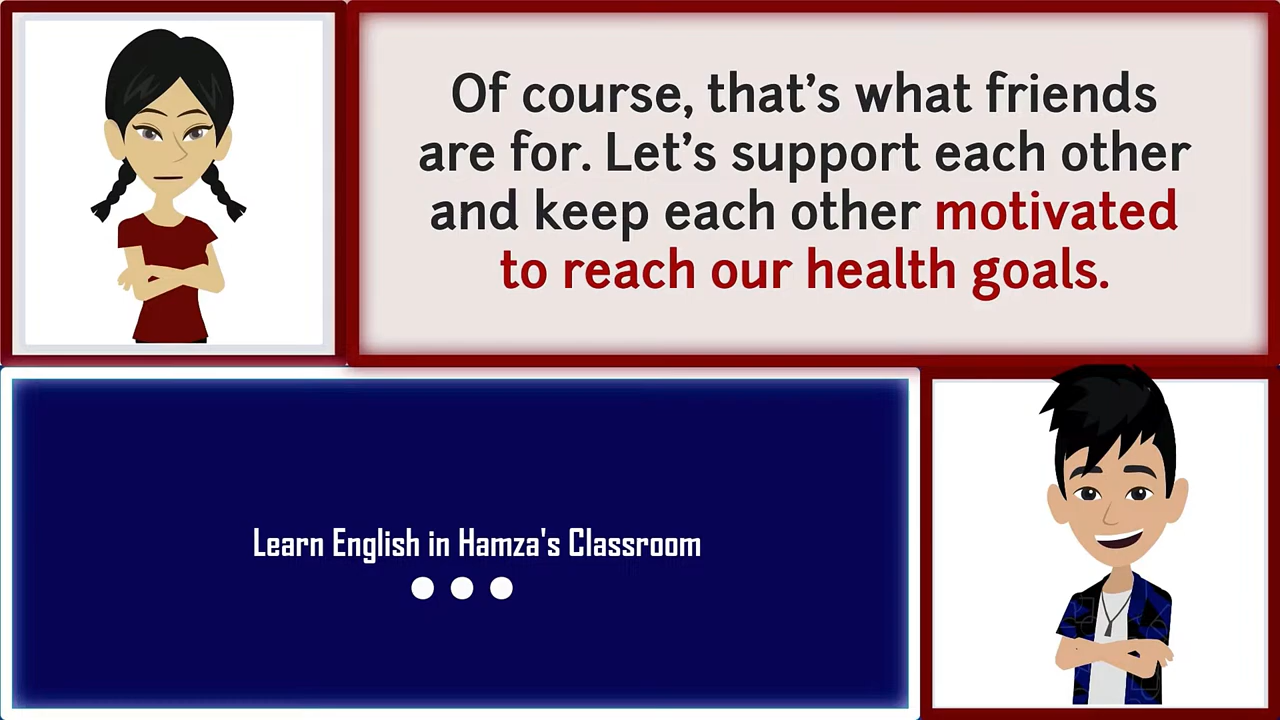 Of course, that's what friends
are for. Let's support each other
and keep each other motivated
to reach our health goals.
Learn English in Hamza's Classroom